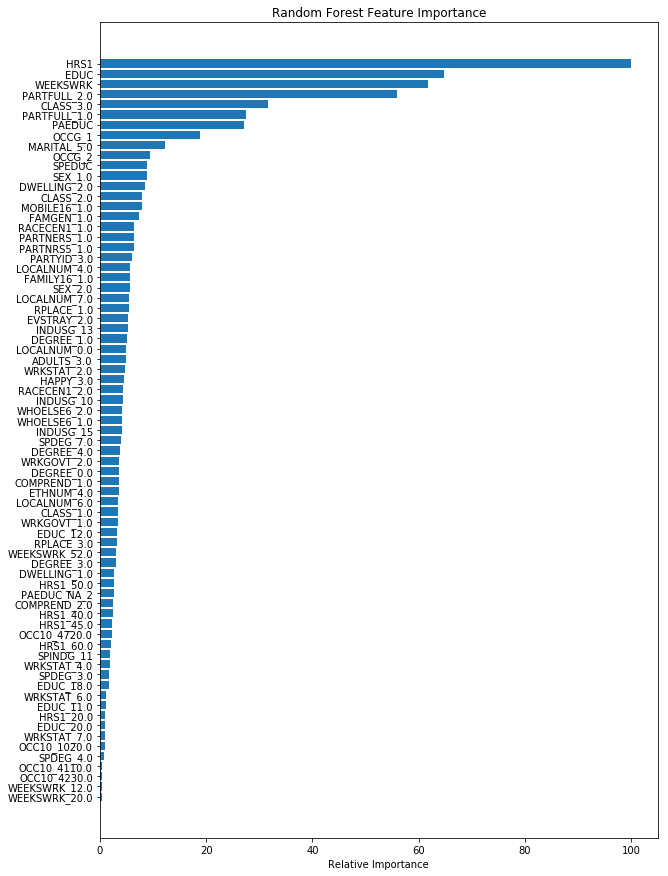 Random Forest Feature Importance
HRS1
EDUC
WEEKSWRK
PARTFULL_2.0
CLASS_3.0
PARTFULL_1.0
PAEDUC
OCCG_1
MARITAL_5.0
OCCG_2
SPEDUC
SEX_1.0
DWELLING_2.0
CLASS_2.0
MOBILE16_1.0
FAMGEN_1.0
RACECEN1_1.0
PARTNERS_1.0
PARTNRS5_1.0
PARTYID_3.0
LOCALNUM_4.0
FAMILY16_1.0
SEX_2.0
LOCALNUM_7.0
RPLACE_1.0
EVSTRAY_2.0
INDUSG_13
DEGREE_1.0
LOCALNUM_0.0
ADULTS_3.0
WRKSTAT_2.0
HAPPY_3.0
RACECEN1_2.0
INDUSG_10
WHOELSE6_2.0
WHOELSE6_1.0
INDUSG_15
SPDEG_7.0
DEGREE_4.0
WRKGOVT_2.0
DEGREE_0.0
COMPREND_1.0
ETHNUM_4.0
LOCALNUM_6.0
CLASS_1.0
WRKGOVT_1.0
EDUC_12.0
RPLACE_3.0
WEEKSWRK_52.0
DEGREE_3.0
DWELLING_1.0
HRS1_50.0
PAEDUC_NA_2
COMPREND_2.0
HRS1_40.0
HRS1_45.0
OCC10_4720.0
HRS1_60.0
SPINDG_11
WRKSTAT_4.0
SPDEG_3.0
EDUC_18.0
WRKSTAT_6.0
EDUC_11.0
HRS1_20.0
EDUC_20.0
WRKSTAT_7.0
OCC10_1020.0
SPDEG_4.0
OCC10_4110.0
OCC10_4230.0
WEEKSWRK_12.0
WEEKSWRK_20.0
0 20 40 60 80 100
Relative Importance